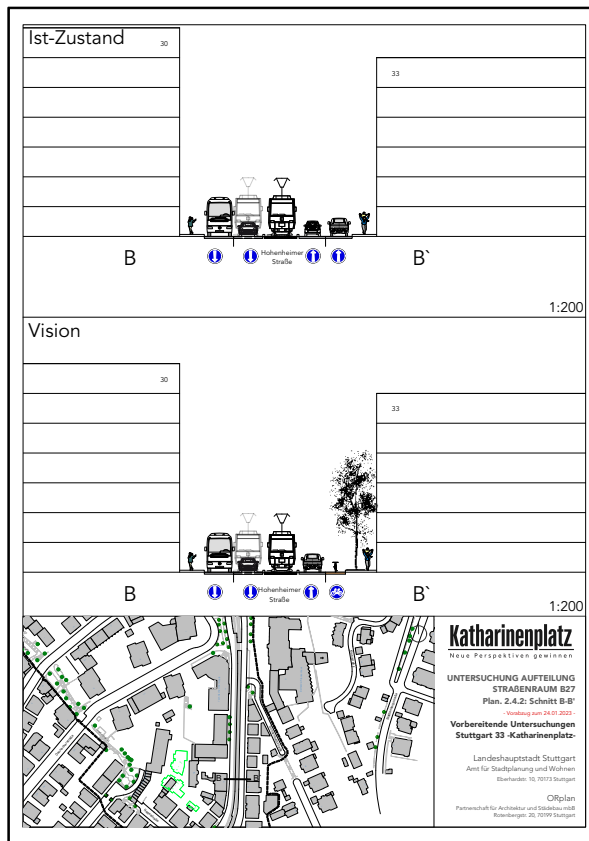 Ist-Zustand
30
33
B
Hohenheimer
Straße
B`
1:200
Vision
30
33
B
Hohenheimer
Straße
B`
1:200
Katharinenplatz
Neue Perspektiven gewinnen
UNTERSUCHUNG AUFTEILUNG
STRAßENRAUM B27
Plan. 2.4.2: Schnitt B-B'
- Vorabzug zum 24.01.2023 -
Vorbereitende Untersuchungen
Stuttgart 33 -Katharinenplatz-
Landeshauptstadt Stuttgart
Amt für Stadtplanung und Wohnen
Eberhardstr. 10, 70173 Stuttgart
ORplan
Partnerschaft für Architektur und Städebau mbB
Rotenbergstr. 20, 70199 Stuttgart